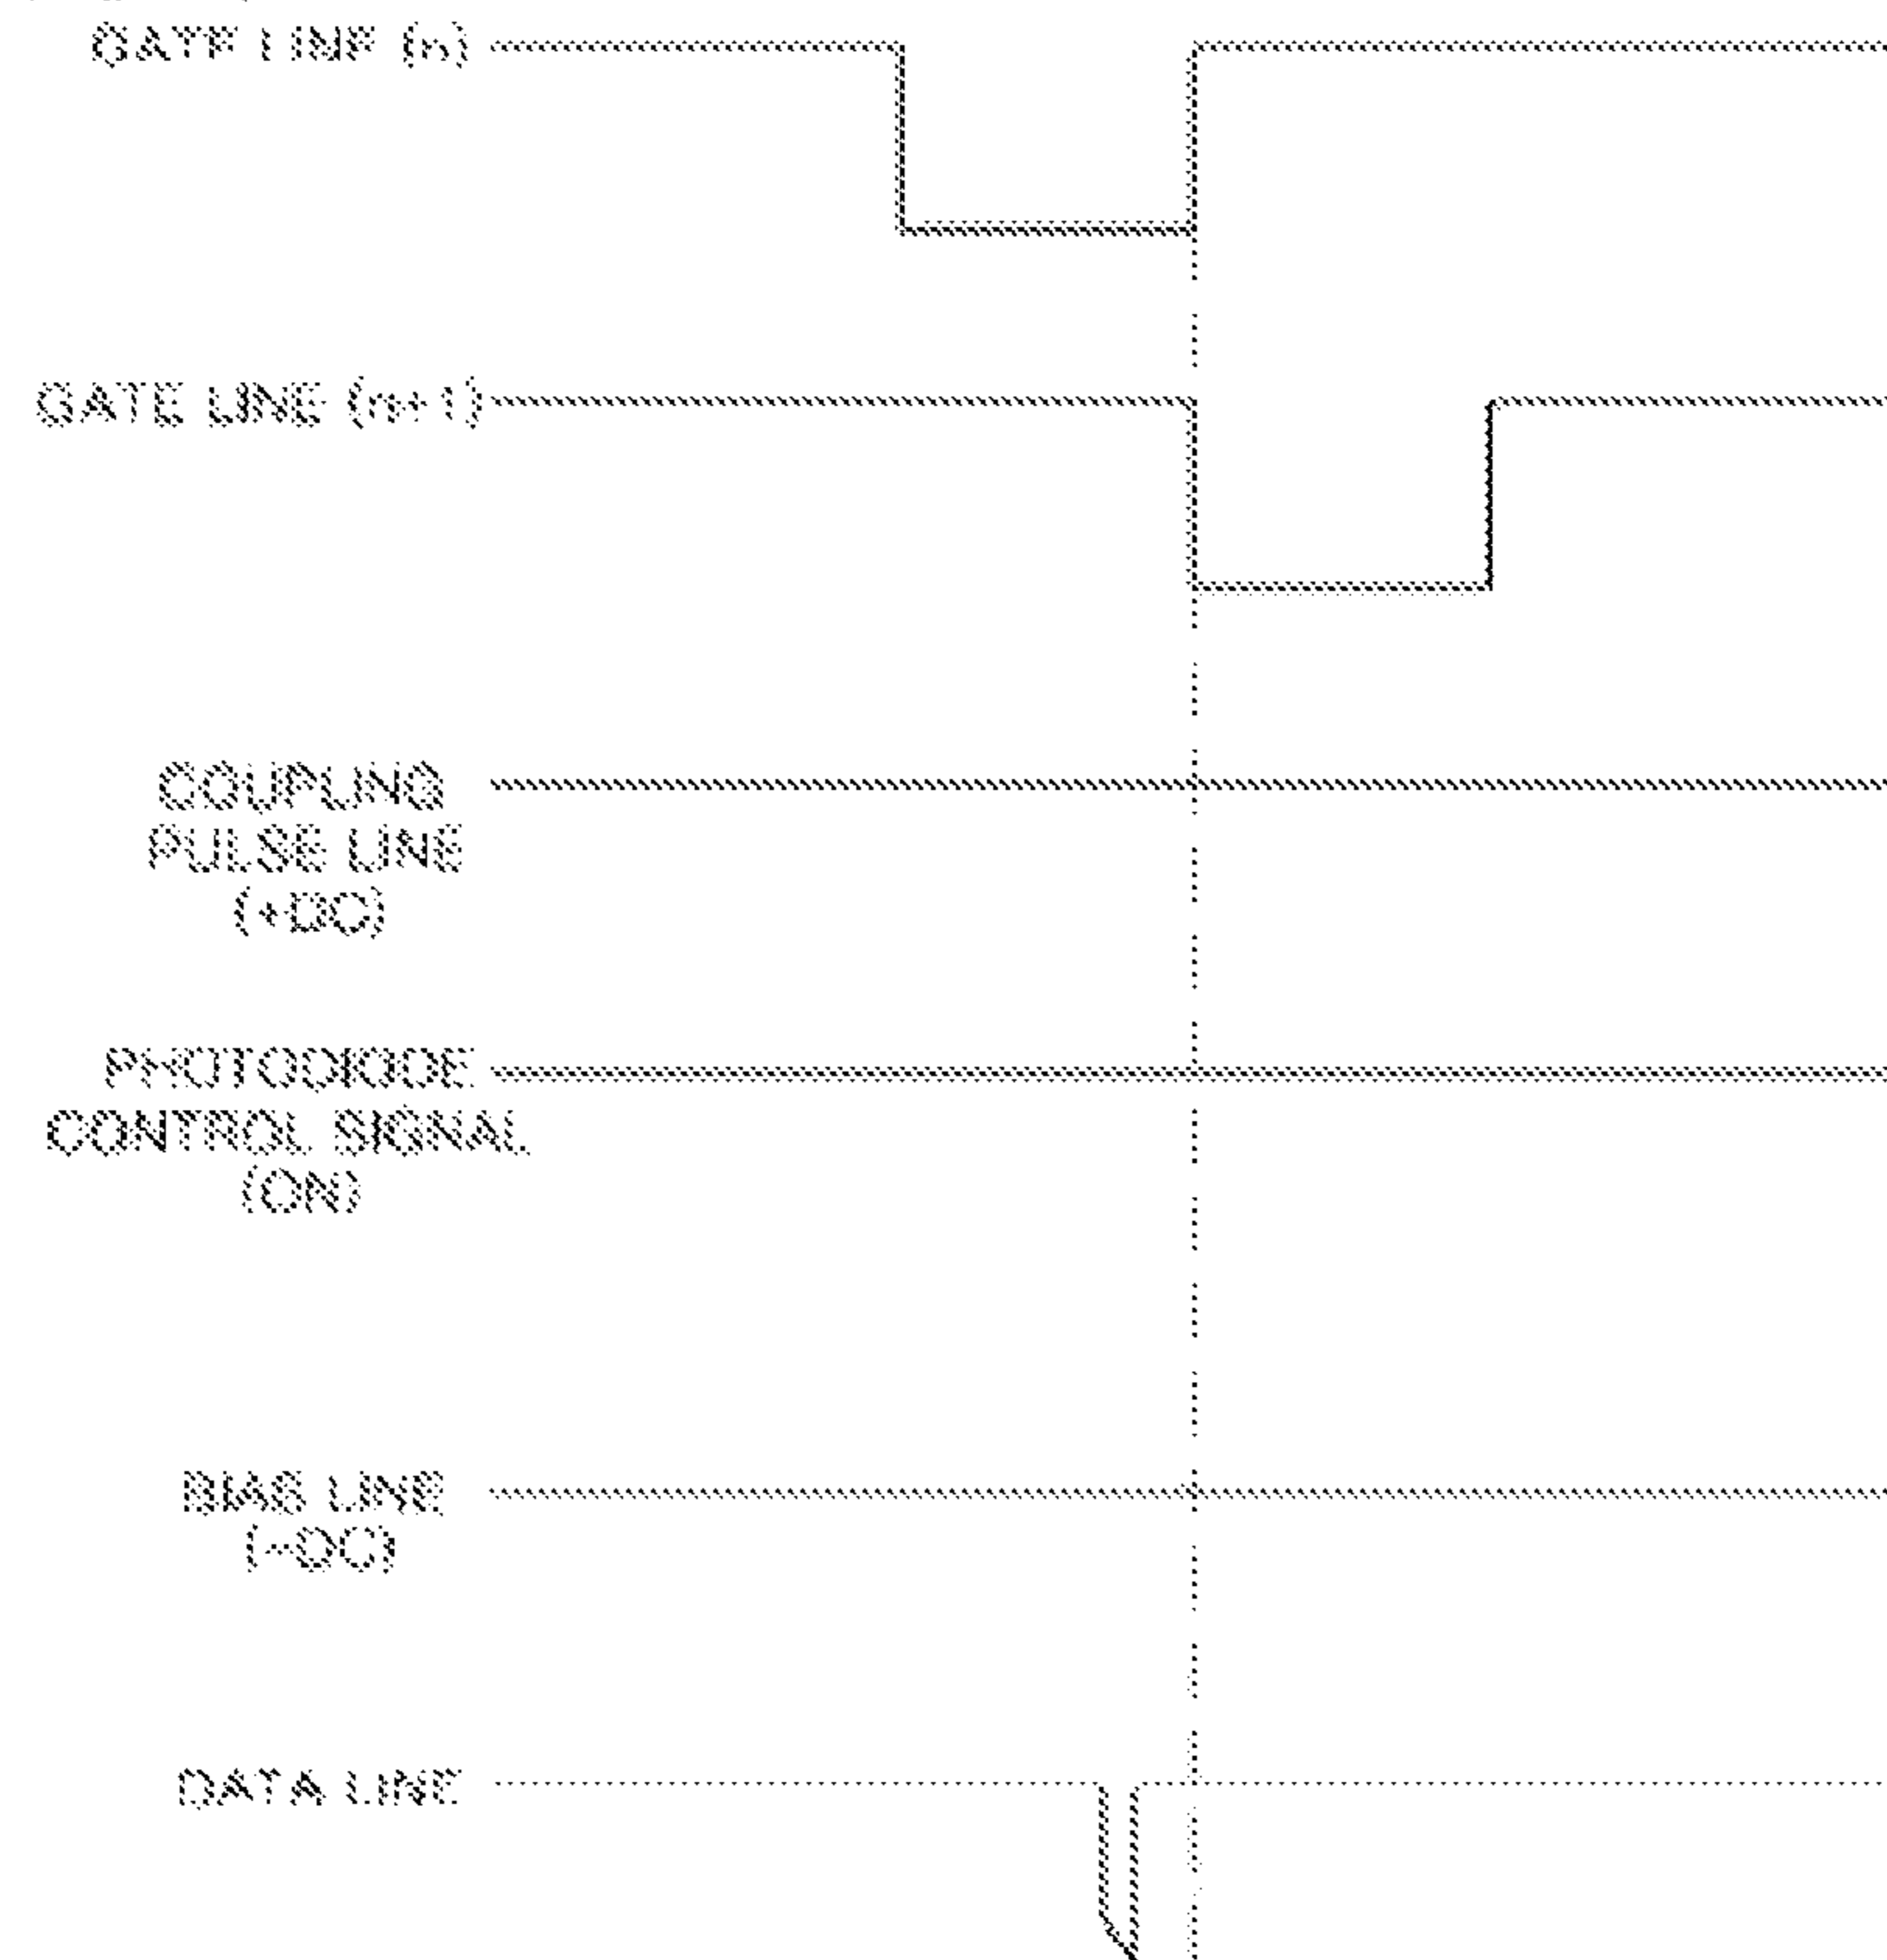 GATE LINE (n)
GATE LINE (n+1)
COUPLING
PULSE LINE
(+DC)
PHOTODIODE
CONTROL SIGNAL
(ON)
BIAS LINE
(-DC)
DATA LINE